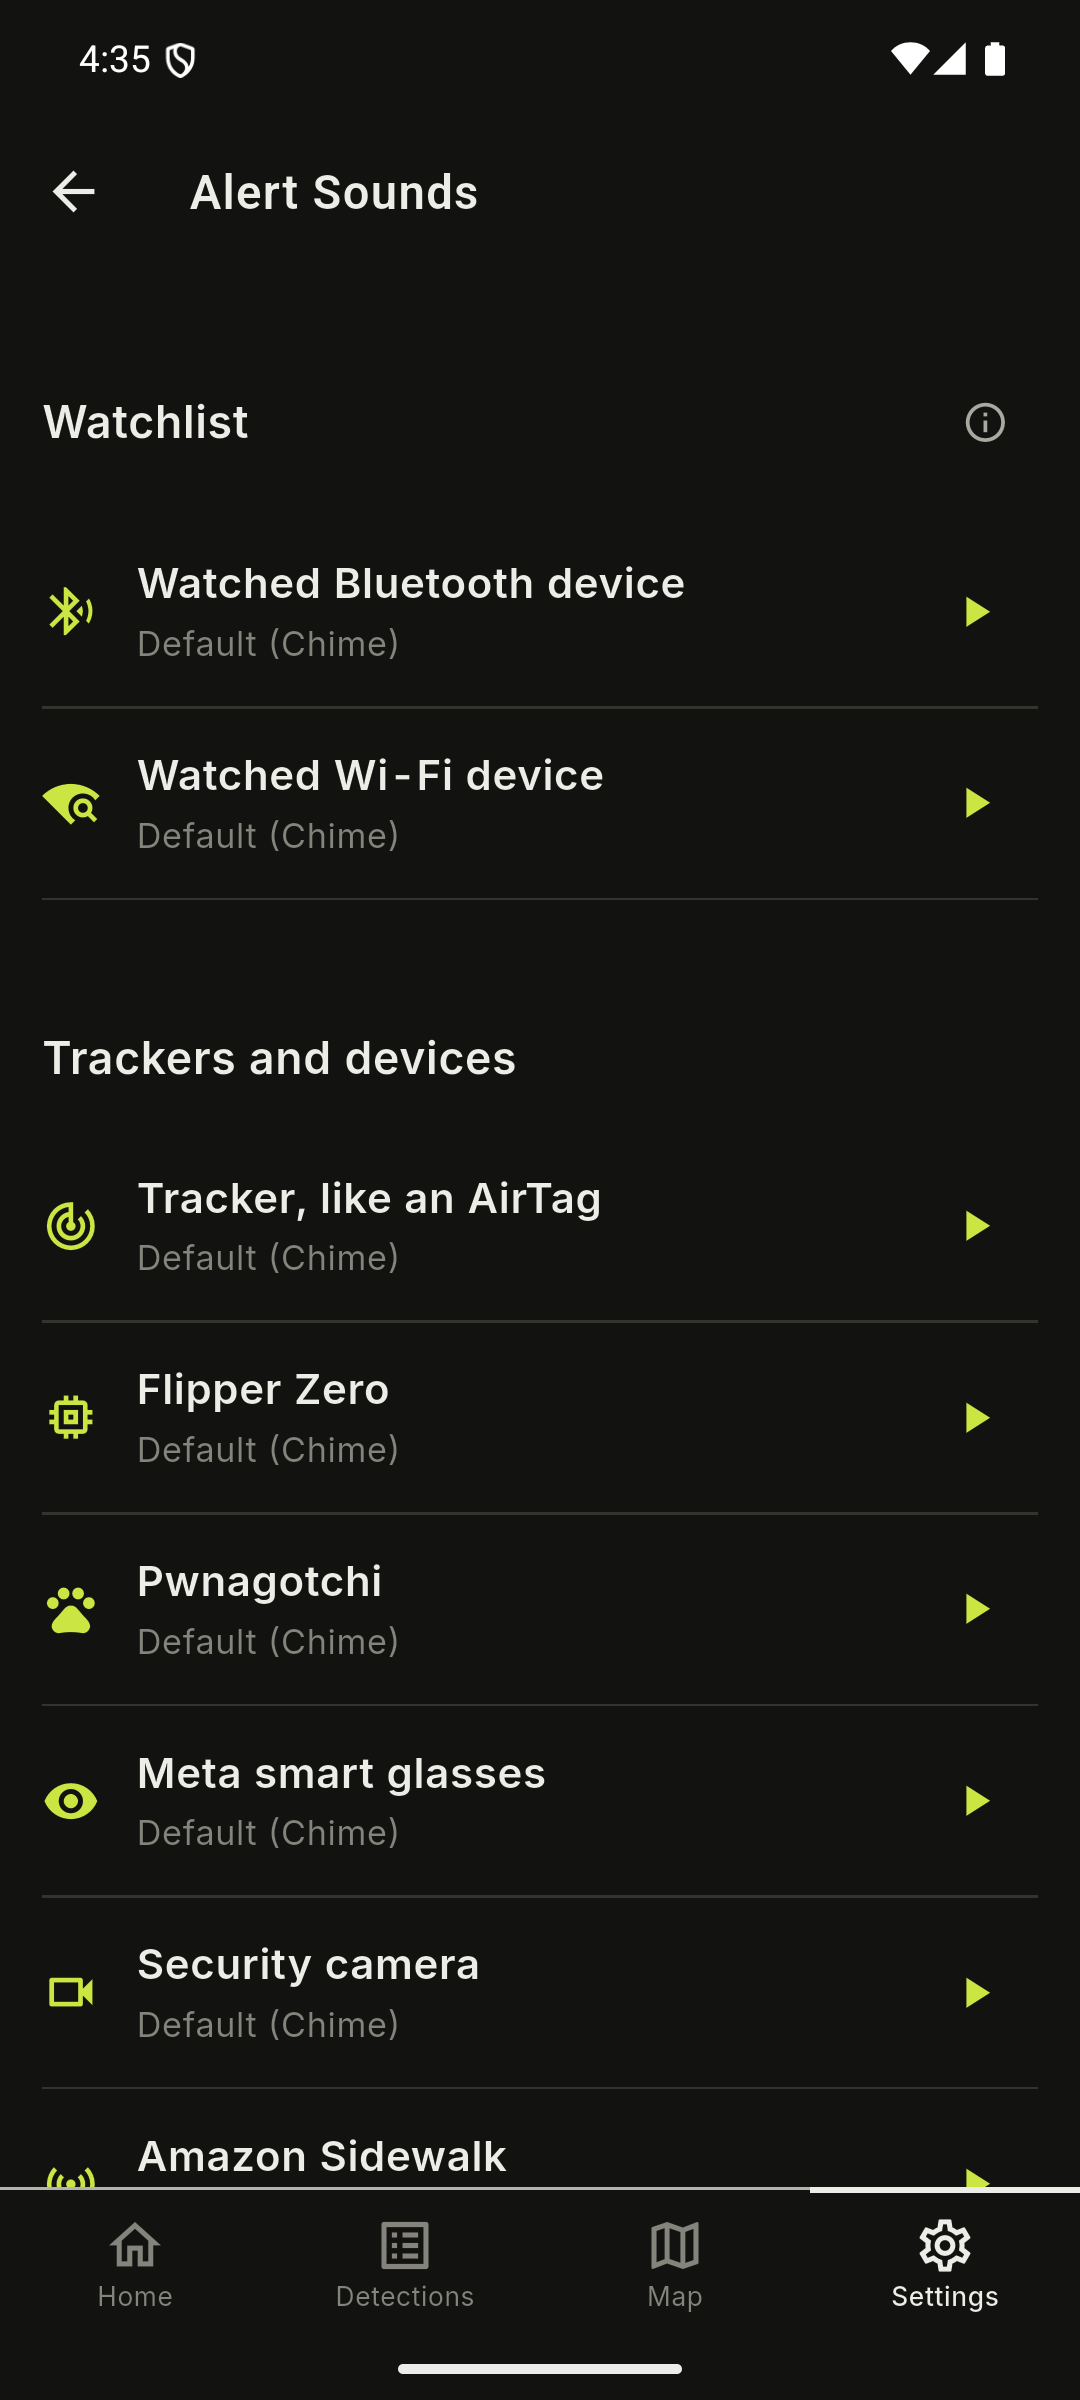 4:35
Alert Sounds
Watchlist
Watched Bluetooth device
Default (Chime)
Watched Wi-Fi device
Default (Chime)
Trackers and devices
Tracker, like an AirTag
Default (Chime)
Flipper Zero
Default (Chime)
Pwnagotchi
Default (Chime)
Meta smart glasses
Default (Chime)
Security camera
Default (Chime)
Amazon Sidewalk
Home
Detections
Map
Settings